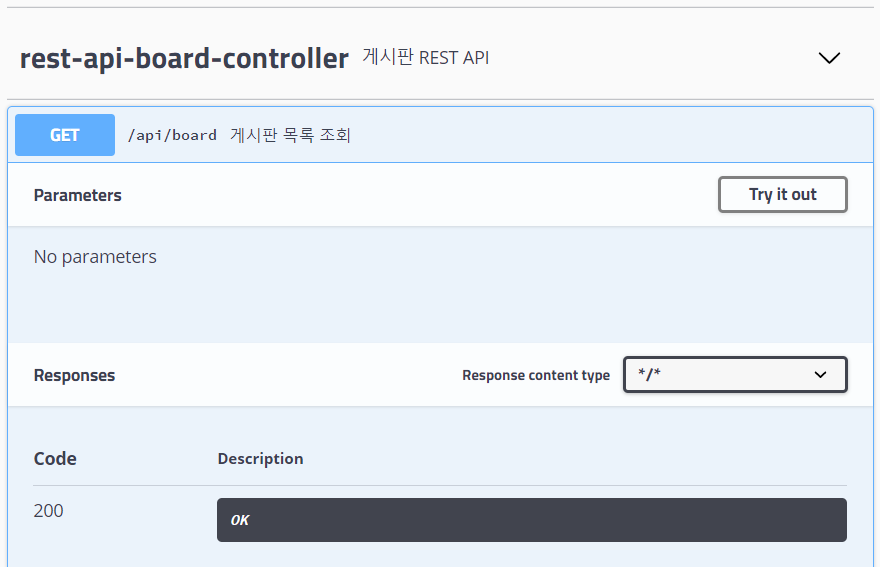 rest-api-board-controller 게시판 REST API
GET /api/board 게시판 목록 조회
Parameters Try it out
No parameters
Responses Response content type */*
Code Description
200 OK